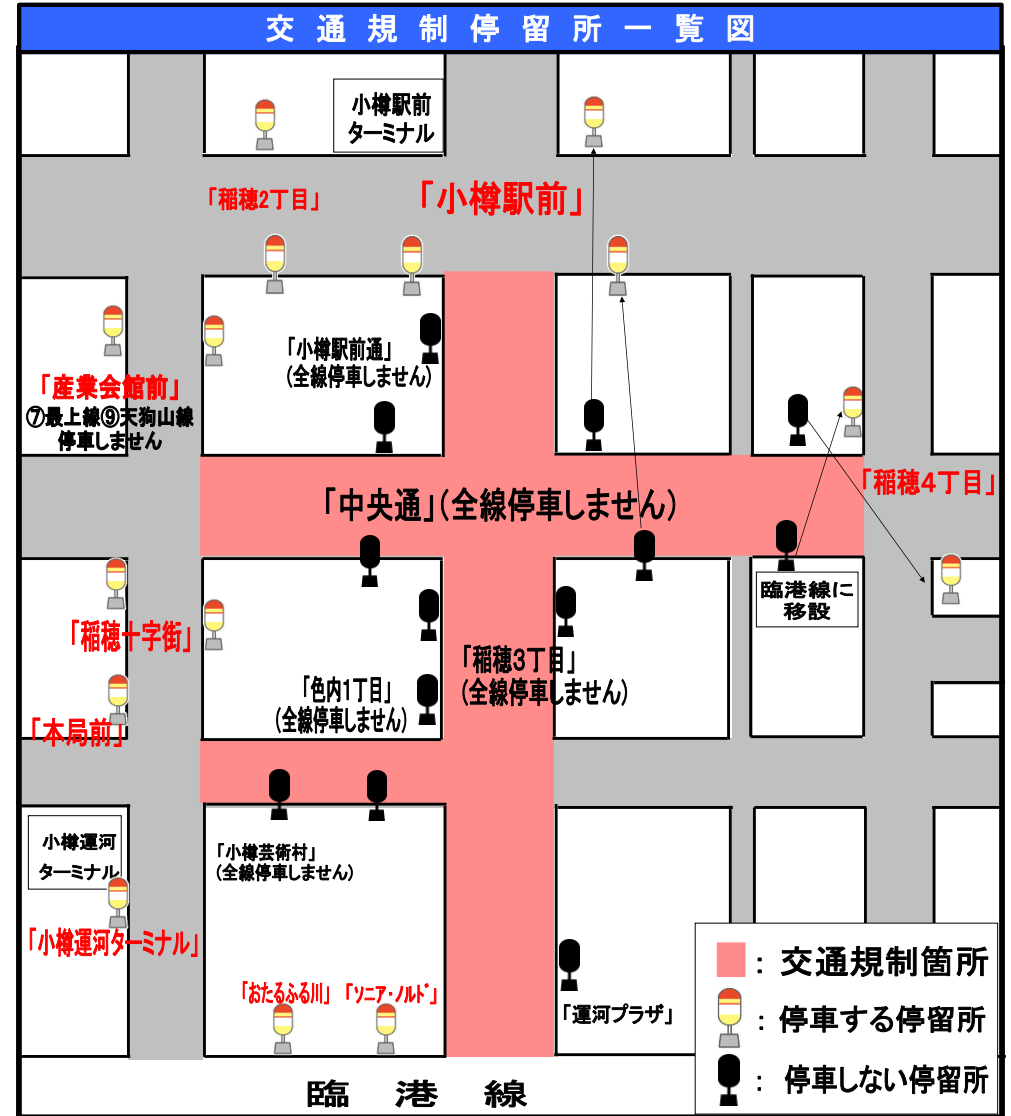 交通規制停留所一覧図
小樽駅前
ターミナル
「稲穂2丁目」
「小樽駅前」
「小樽駅前通」
(全線停車しません)
「産業会館前」
⑦最上線⑨天狗山線
停車しません
「中央通」(全線停車しません)
「稲穂4丁目」
臨港線に
移設
「稲穂十字街」
「稲穂3丁目」
(全線停車しません)
「色内1丁目」
(全線停車しません)
「本局前」
小樽運河
ターミナル
「小樽芸術村」
(全線停車しません)
「小樽運河ターミナル」
「おたるふる川」「ソニア・ノルド」
「運河プラザ」
:交通規制箇所
:停車する停留所
:停車しない停留所
臨港線